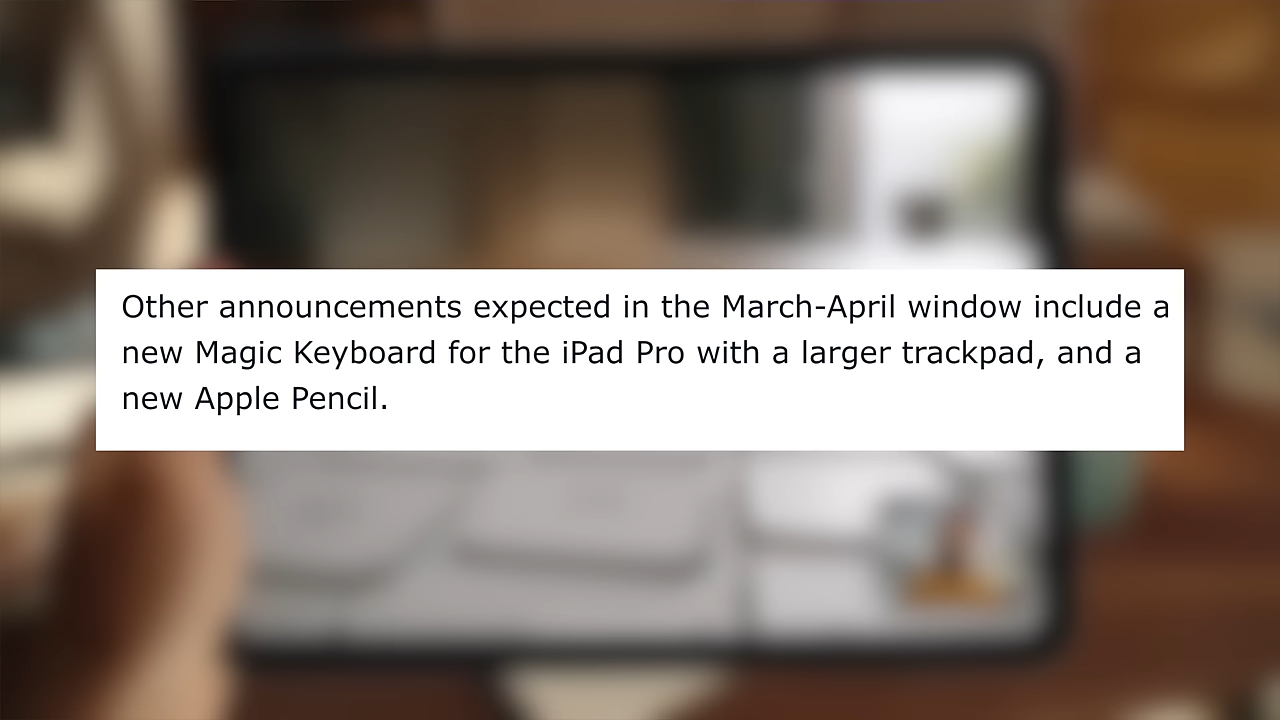 Other announcements expected in the March-April window include a
new Magic Keyboard for the iPad Pro with a larger trackpad, and a
new Apple Pencil.